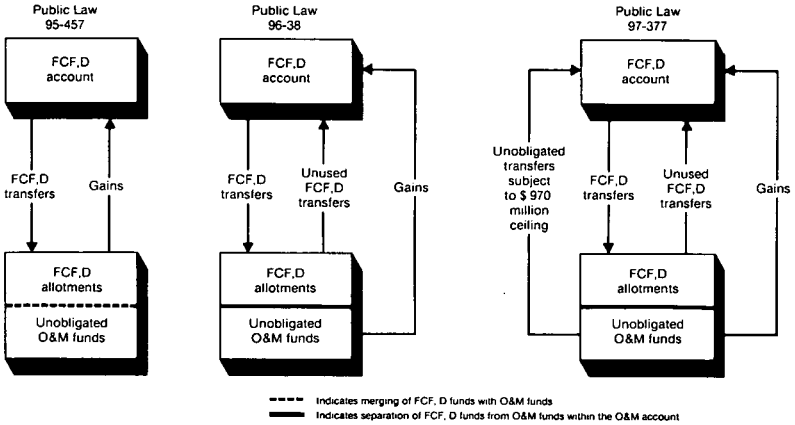 Public Law
95-457
FCF,D
account
FCF,D
transfers
Gains
FCF,D
allotments
Unobligated
O&M funds
Public Law
96-38
FCF,D
account
FCF,D
transfers
Unused
FCF,D
transfers
Gains
FCF,D
allotments
Unobligated
O&M funds
Public Law
97-377
FCF,D
account
Unobligated
transfers
subject
to $ 970
million
ceiling
FCF,D
transfers
Unused
FCF,D
transfers
Gains
FCF,D
allotments
Unobligated
O&M funds
Indicates merging of FCF, D funds with O&M funds
Indicates separation of FCF, D funds from O&M funds within the O&M account